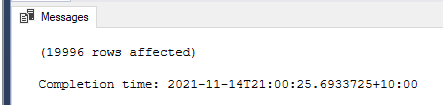 Messages
(19996 rows affected)
Completion time: 2021-11-14T21:00:25.6933725+10:00